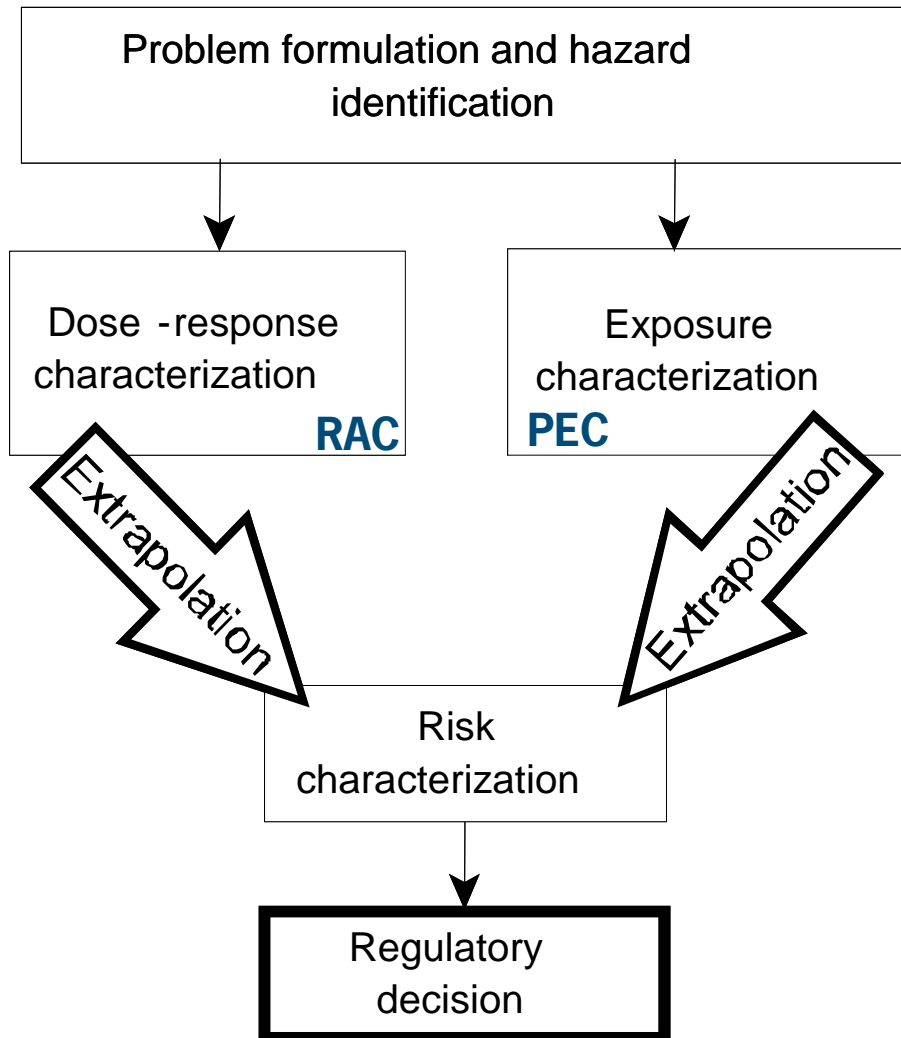 Problem formulation and hazard
identification
Dose -response
characterization
RAC
Exposure
characterization
PEC
Extrapolation
Extrapolation
Risk
characterization
Regulatory
decision